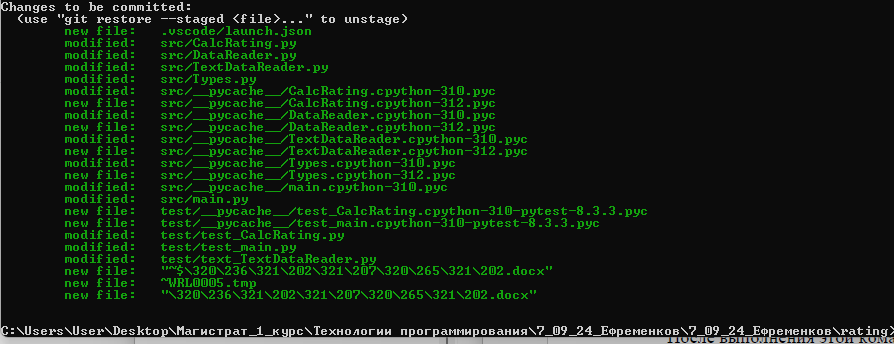 Changes to be committed:
  (use "git restore --staged <file>..." to unstage)
        new file:   .vscode/launch.json
        modified:   src/CalcRating.py
        modified:   src/DataReader.py
        modified:   src/TextDataReader.py
        modified:   src/Types.py
        modified:   src/__pycache__/CalcRating.cpython-310.pyc
        new file:   src/__pycache__/CalcRating.cpython-312.pyc
        modified:   src/__pycache__/DataReader.cpython-310.pyc
        new file:   src/__pycache__/DataReader.cpython-312.pyc
        modified:   src/__pycache__/TextDataReader.cpython-310.pyc
        new file:   src/__pycache__/TextDataReader.cpython-312.pyc
        modified:   src/__pycache__/Types.cpython-310.pyc
        new file:   src/__pycache__/Types.cpython-312.pyc
        modified:   src/__pycache__/main.cpython-310.pyc
        modified:   src/main.py
        new file:   test/__pycache__/test_CalcRating.cpython-310-pytest-8.3.3.pyc
        new file:   test/__pycache__/test_main.cpython-310-pytest-8.3.3.pyc
        modified:   test/test_CalcRating.py
        modified:   test/test_main.py
        modified:   test/text_TextDataReader.py
        new file:   "~$\320\236\321\202\321\207\320\265\321\202.docx"
        new file:   ~WRL0005.tmp
        new file:   "\320\236\321\202\321\207\320\265\321\202.docx"
C:\Users\User\Desktop\Магистрат_1_курс\Технологии программирования\7_09_24_Ефременков\7_09_24_Ефременков\rating>
После выполнения этой ком